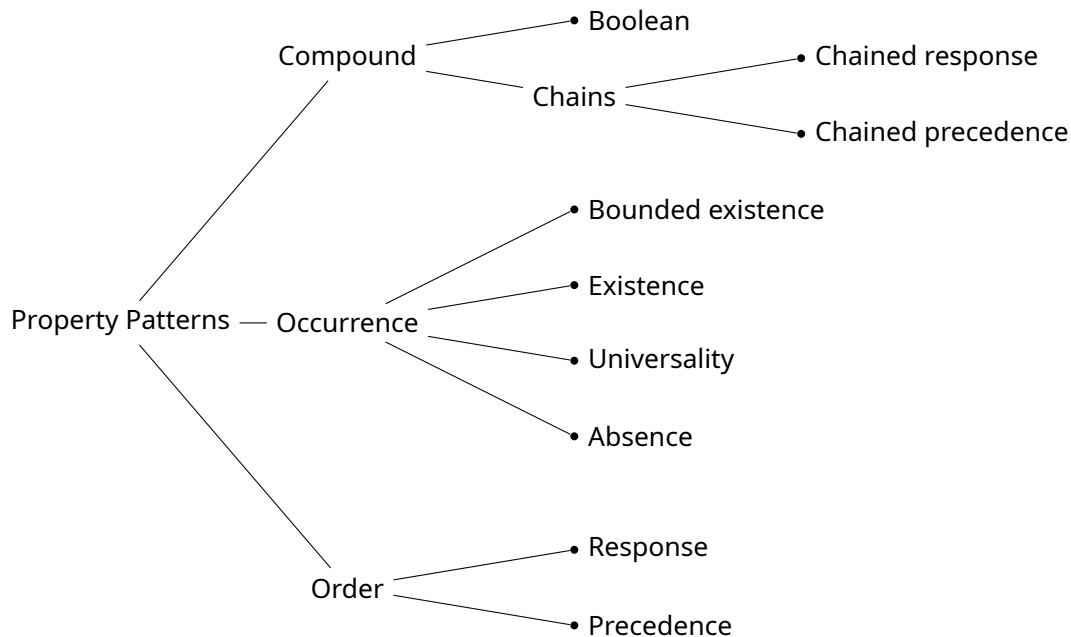 Boolean
Compound
Chained response
Chains
Chained precedence
Bounded existence
Existence
Property Patterns
Occurrence
Universality
Absence
Response
Order
Precedence